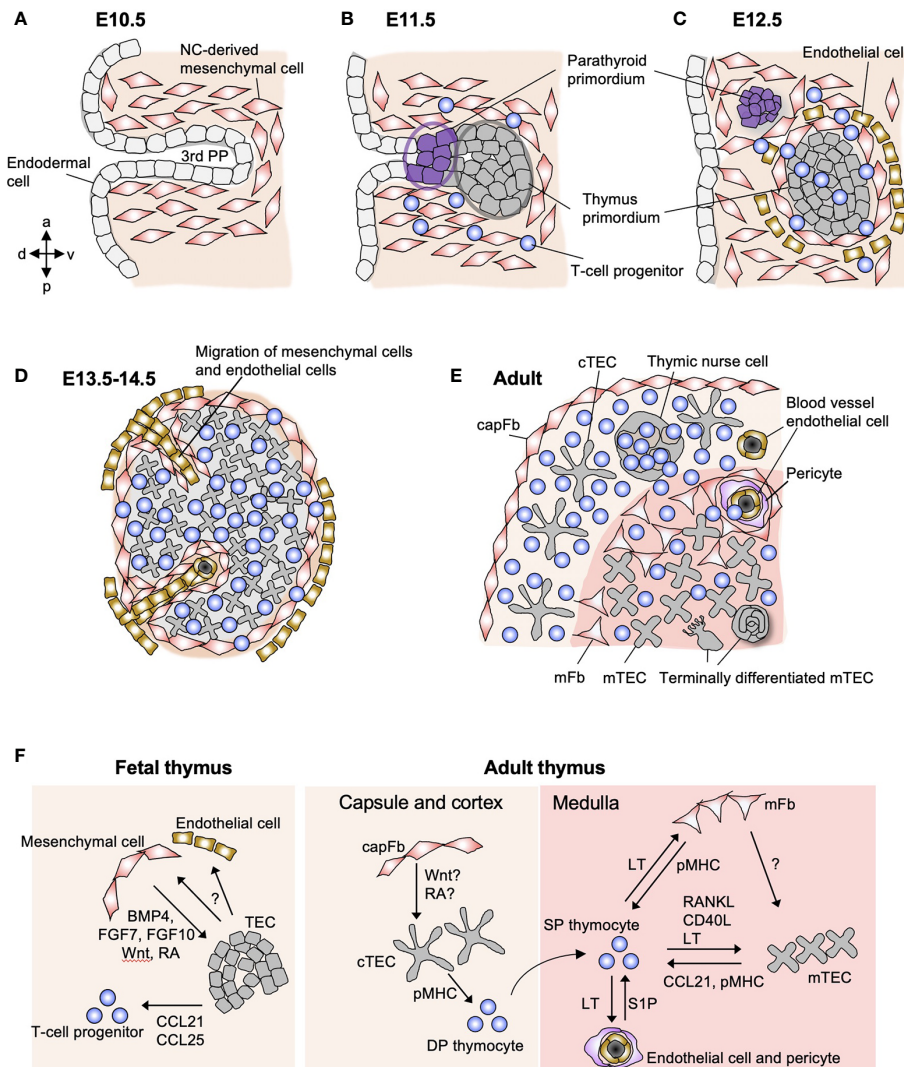 A E10.5
NC-derived
mesenchymal cell
3rd PP
Endodermal
cell
a
d v
p
B E11.5
Parathyroid
primordium
Thymus
primordium
T-cell progenitor
C E12.5
Endothelial cell
D E13.5-14.5
Migration of mesenchymal cells
and endothelial cells
E Adult
cTEC
Thymic nurse cell
capFb
Blood vessel
endothelial cell
Pericyte
mFb
mTEC
Terminally differentiated mTEC
F
Fetal thymus
Mesenchymal cell
Endothelial cell
?
BMP4,
FGF7, FGF10
Wnt, RA
TEC
T-cell progenitor
CCL21
CCL25
Adult thymus
Capsule and cortex
capFb
Wnt?
RA?
cTEC
pMHC
DP thymocyte
Medulla
mFb
LT
pMHC
?
RANKL
CD40L
LT
SP thymocyte
CCL21, pMHC
mTEC
LT
S1P
Endothelial cell and pericyte